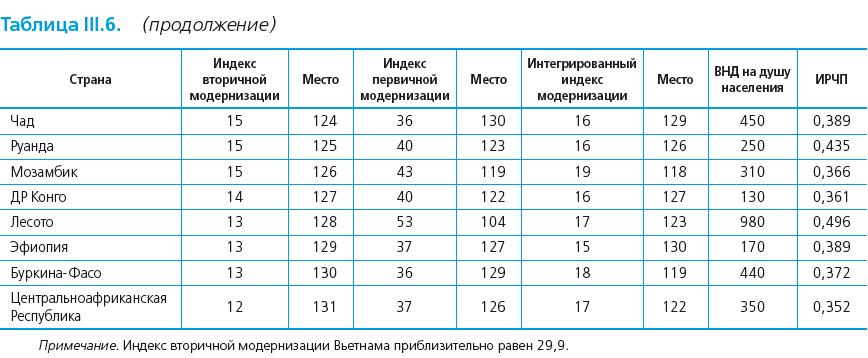 Таблица III.6. (продолжение)
Страна Индекс вторичной модернизации Место Индекс первичной модернизации Место Интегрированный индекс модернизации Место ВНД на душу населения ИРЧП
Чад 15 124 36 130 16 129 450 0,389
Руанда 15 125 40 123 16 126 250 0,435
Мозамбик 15 126 43 119 19 118 310 0,366
ДР Конго 14 127 40 122 16 127 130 0,361
Лесото 13 128 53 104 17 123 980 0,496
Эфиопия 13 129 37 127 15 130 170 0,389
Буркина-Фасо 13 130 36 129 18 119 440 0,372
Центральноафриканская Республика 12 131 37 126 17 122 350 0,352
Примечание. Индекс вторичной модернизации Вьетнама приблизительно равен 29,9.